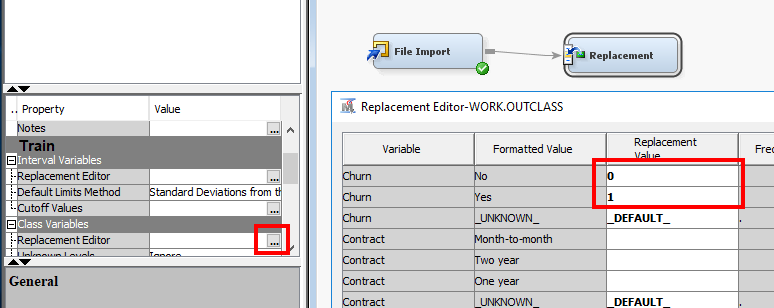 File Import
Replacement
.. Property Value
Notes ...
Train
Interval Variables
Replacement Editor ...
Default Limits Method Standard Deviations from th
Cutoff Values ...
Class Variables
Replacement Editor ...
Unknown Levels Ignore
General
Replacement Editor-WORK.OUTCLASS
Variable Formatted Value Replacement Value Freq
Churn No 0
Churn Yes 1
Churn _UNKNOWN_ _DEFAULT_ .
Contract Month-to-month
Contract Two year
Contract One year
Contract _UNKNOWN_ _DEFAULT_ .